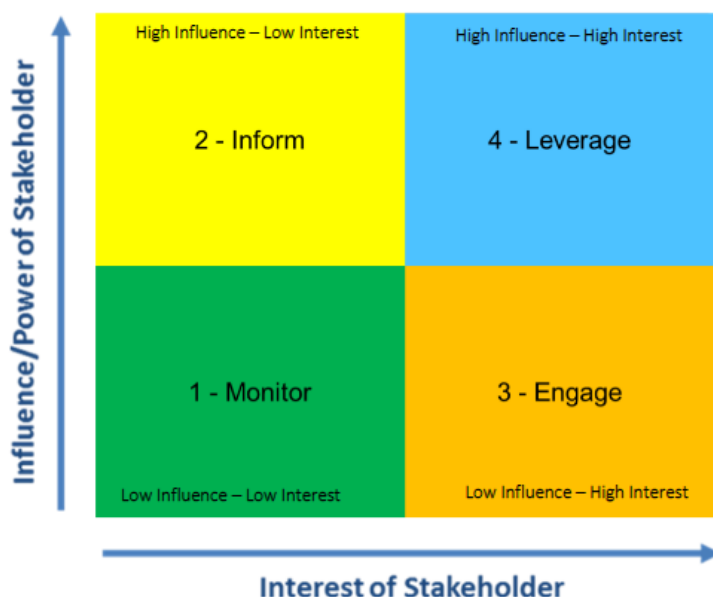 Influence/Power of Stakeholder
High Influence – Low Interest
High Influence – High Interest
2 - Inform
4 - Leverage
1 - Monitor
3 - Engage
Low Influence – Low Interest
Low Influence – High Interest
Interest of Stakeholder